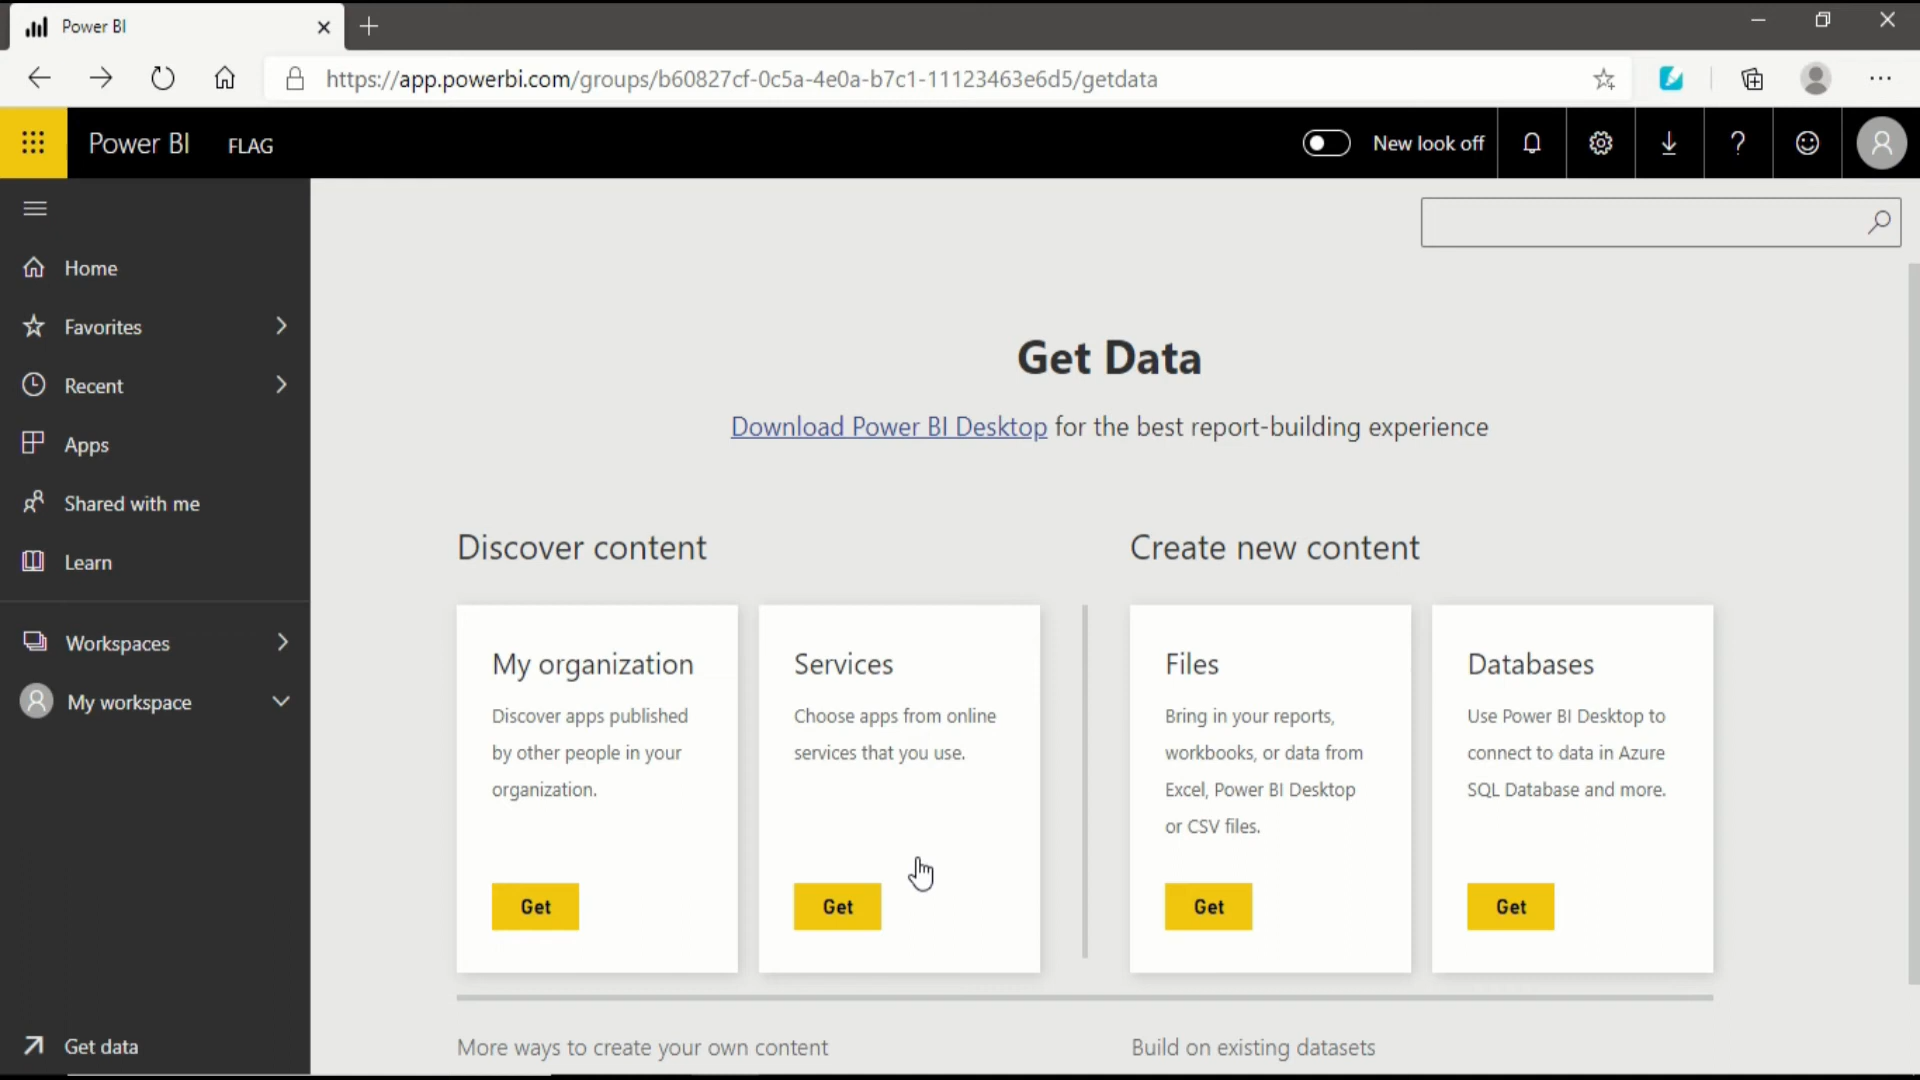 Power BI
https://app.powerbi.com/groups/b60827cf-0c5a-4e0a-b7c1-11123463e6d5/getdata
Power BI
FLAG
New look off
Home
Favorites
Recent
Apps
Shared with me
Learn
Workspaces
My workspace
Get data
Get Data
Download Power BI Desktop for the best report-building experience
Discover content
My organization
Discover apps published
by other people in your
organization.
Get
Services
Choose apps from online
services that you use.
Get
Create new content
Files
Bring in your reports,
workbooks, or data from
Excel, Power BI Desktop
or CSV files.
Get
Databases
Use Power BI Desktop to
connect to data in Azure
SQL Database and more.
Get
More ways to create your own content
Build on existing datasets